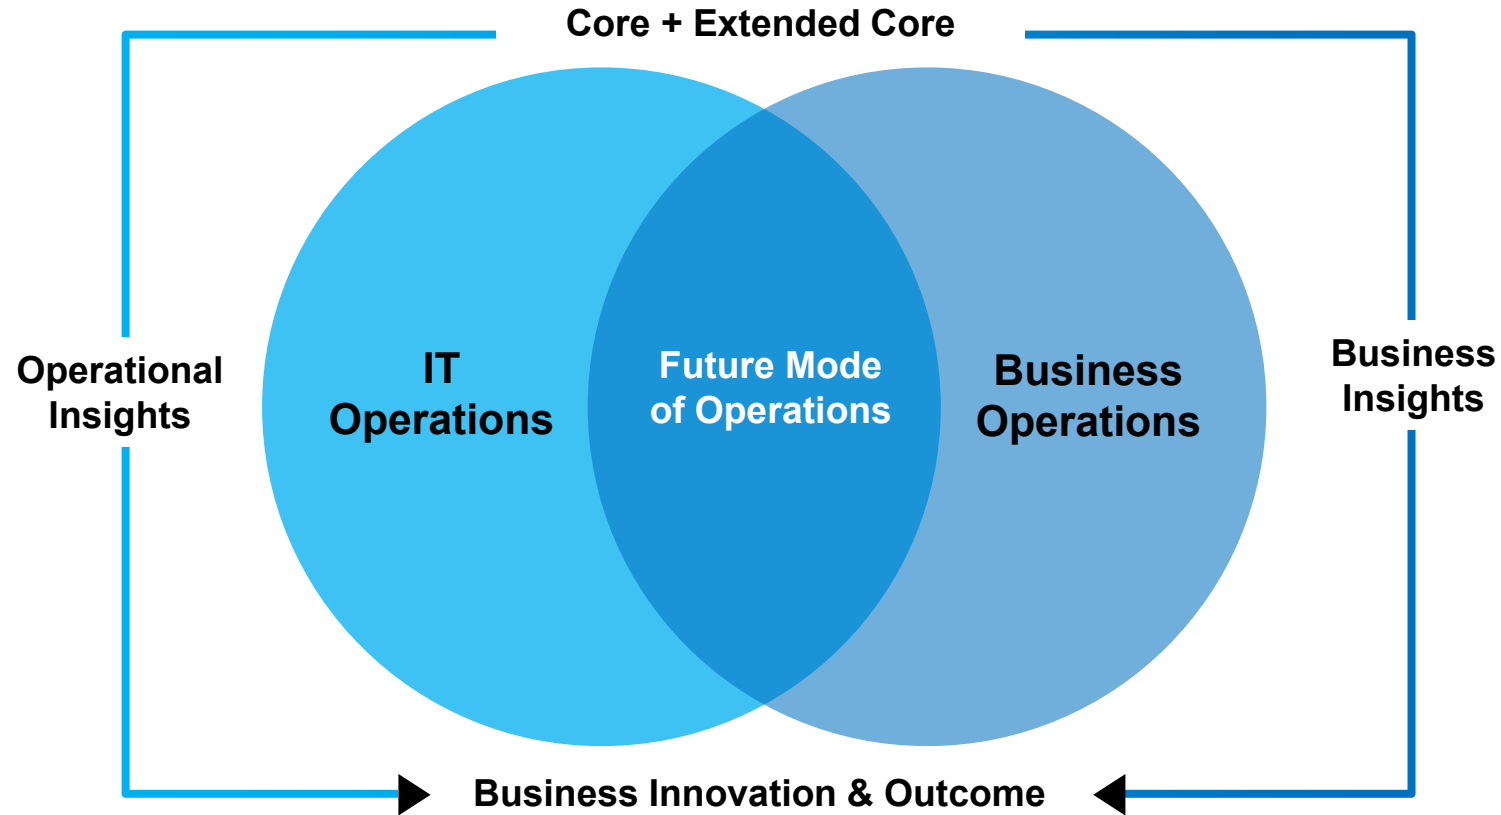 Core + Extended Core
Operational
Insights
IT
Operations
Future Mode
of Operations
Business
Operations
Business
Insights
Business Innovation & Outcome